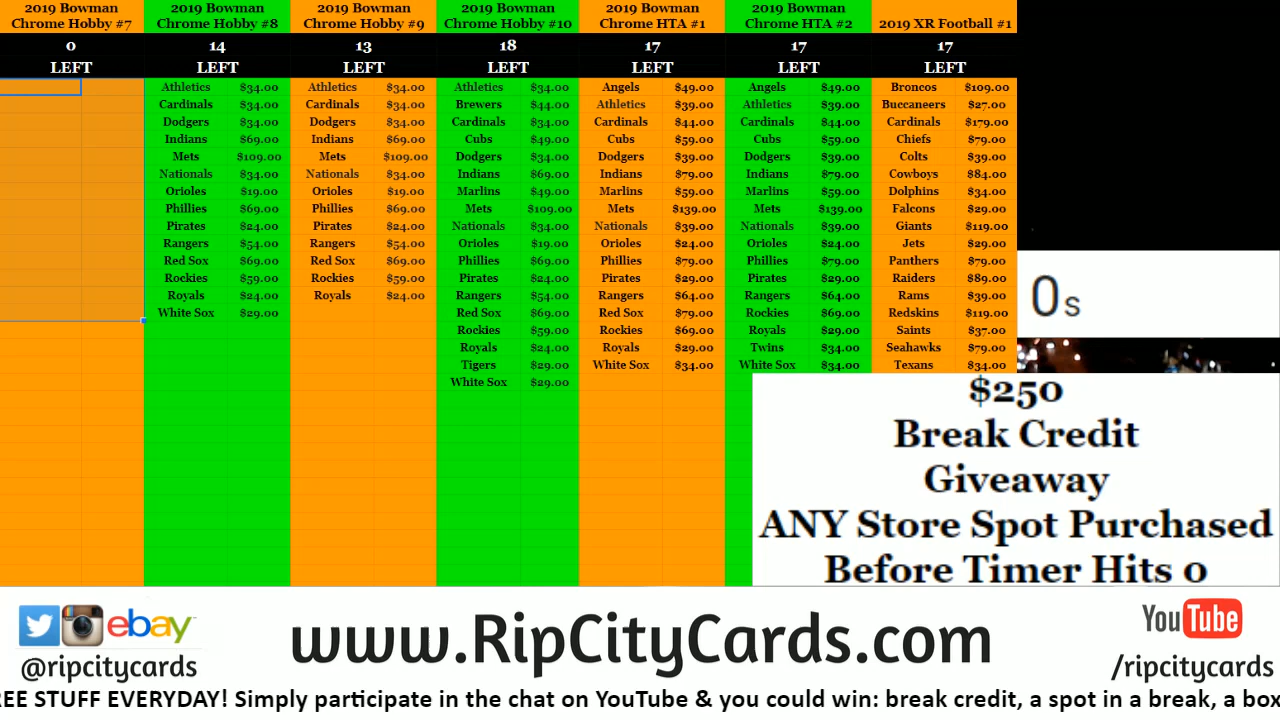 2019 Bowman
Chrome Hobby #7
0
LEFT
2019 Bowman
Chrome Hobby #8
14
LEFT
Athletics $34.00
Cardinals $34.00
Dodgers $34.00
Indians $69.00
Mets $109.00
Nationals $34.00
Orioles $19.00
Phillies $69.00
Pirates $24.00
Rangers $54.00
Red Sox $69.00
Rockies $59.00
Royals $24.00
White Sox $29.00
2019 Bowman
Chrome Hobby #9
13
LEFT
Athletics $34.00
Cardinals $34.00
Dodgers $34.00
Indians $69.00
Mets $109.00
Nationals $34.00
Orioles $19.00
Phillies $69.00
Pirates $24.00
Rangers $54.00
Red Sox $69.00
Rockies $59.00
Royals $24.00
2019 Bowman
Chrome Hobby #10
18
LEFT
Athletics $34.00
Brewers $44.00
Cardinals $34.00
Cubs $49.00
Dodgers $34.00
Indians $69.00
Marlins $49.00
Mets $109.00
Nationals $34.00
Orioles $19.00
Phillies $69.00
Pirates $24.00
Rangers $54.00
Red Sox $69.00
Rockies $59.00
Royals $24.00
Tigers $29.00
White Sox $29.00
2019 Bowman
Chrome HTA #1
17
LEFT
Angels $49.00
Athletics $39.00
Cardinals $44.00
Cubs $59.00
Dodgers $39.00
Indians $79.00
Marlins $59.00
Mets $139.00
Nationals $39.00
Orioles $24.00
Phillies $79.00
Pirates $29.00
Rangers $64.00
Red Sox $79.00
Rockies $69.00
Royals $29.00
White Sox $34.00
2019 Bowman
Chrome HTA #2
17
LEFT
Angels $49.00
Athletics $39.00
Cardinals $44.00
Cubs $59.00
Dodgers $39.00
Indians $79.00
Marlins $59.00
Mets $139.00
Nationals $39.00
Orioles $24.00
Phillies $79.00
Pirates $29.00
Rangers $64.00
Rockies $69.00
Royals $29.00
Twins $34.00
White Sox $34.00
2019 XR Football #1
17
LEFT
Broncos $109.00
Buccaneers $27.00
Cardinals $179.00
Chiefs $79.00
Colts $39.00
Cowboys $84.00
Dolphins $34.00
Falcons $29.00
Giants $119.00
Jets $29.00
Panthers $79.00
Raiders $89.00
Rams $39.00
Redskins $119.00
Saints $37.00
Seahawks $79.00
Texans $34.00
0s
$250
Break Credit
Giveaway
ANY Store Spot Purchased
Before Timer Hits 0
ebay
@ripcitycards
www.RipCityCards.com
YouTube
/ripcitycards
REE STUFF EVERYDAY! Simply participate in the chat on YouTube & you could win: break credit, a spot in a break, a box